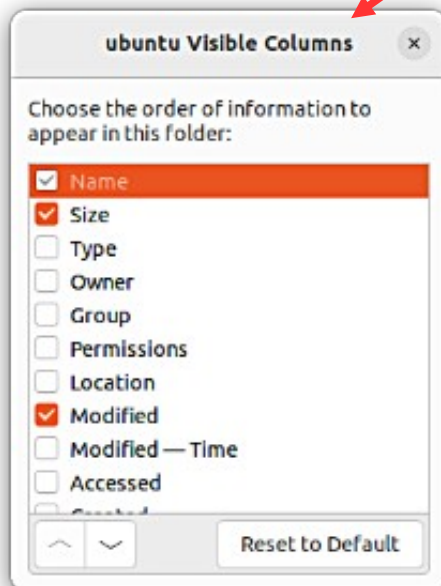 ubuntu Visible Columns
Choose the order of information to
appear in this folder:
Name
Size
Type
Owner
Group
Permissions
Location
Modified
Modified — Time
Accessed
Reset to Default